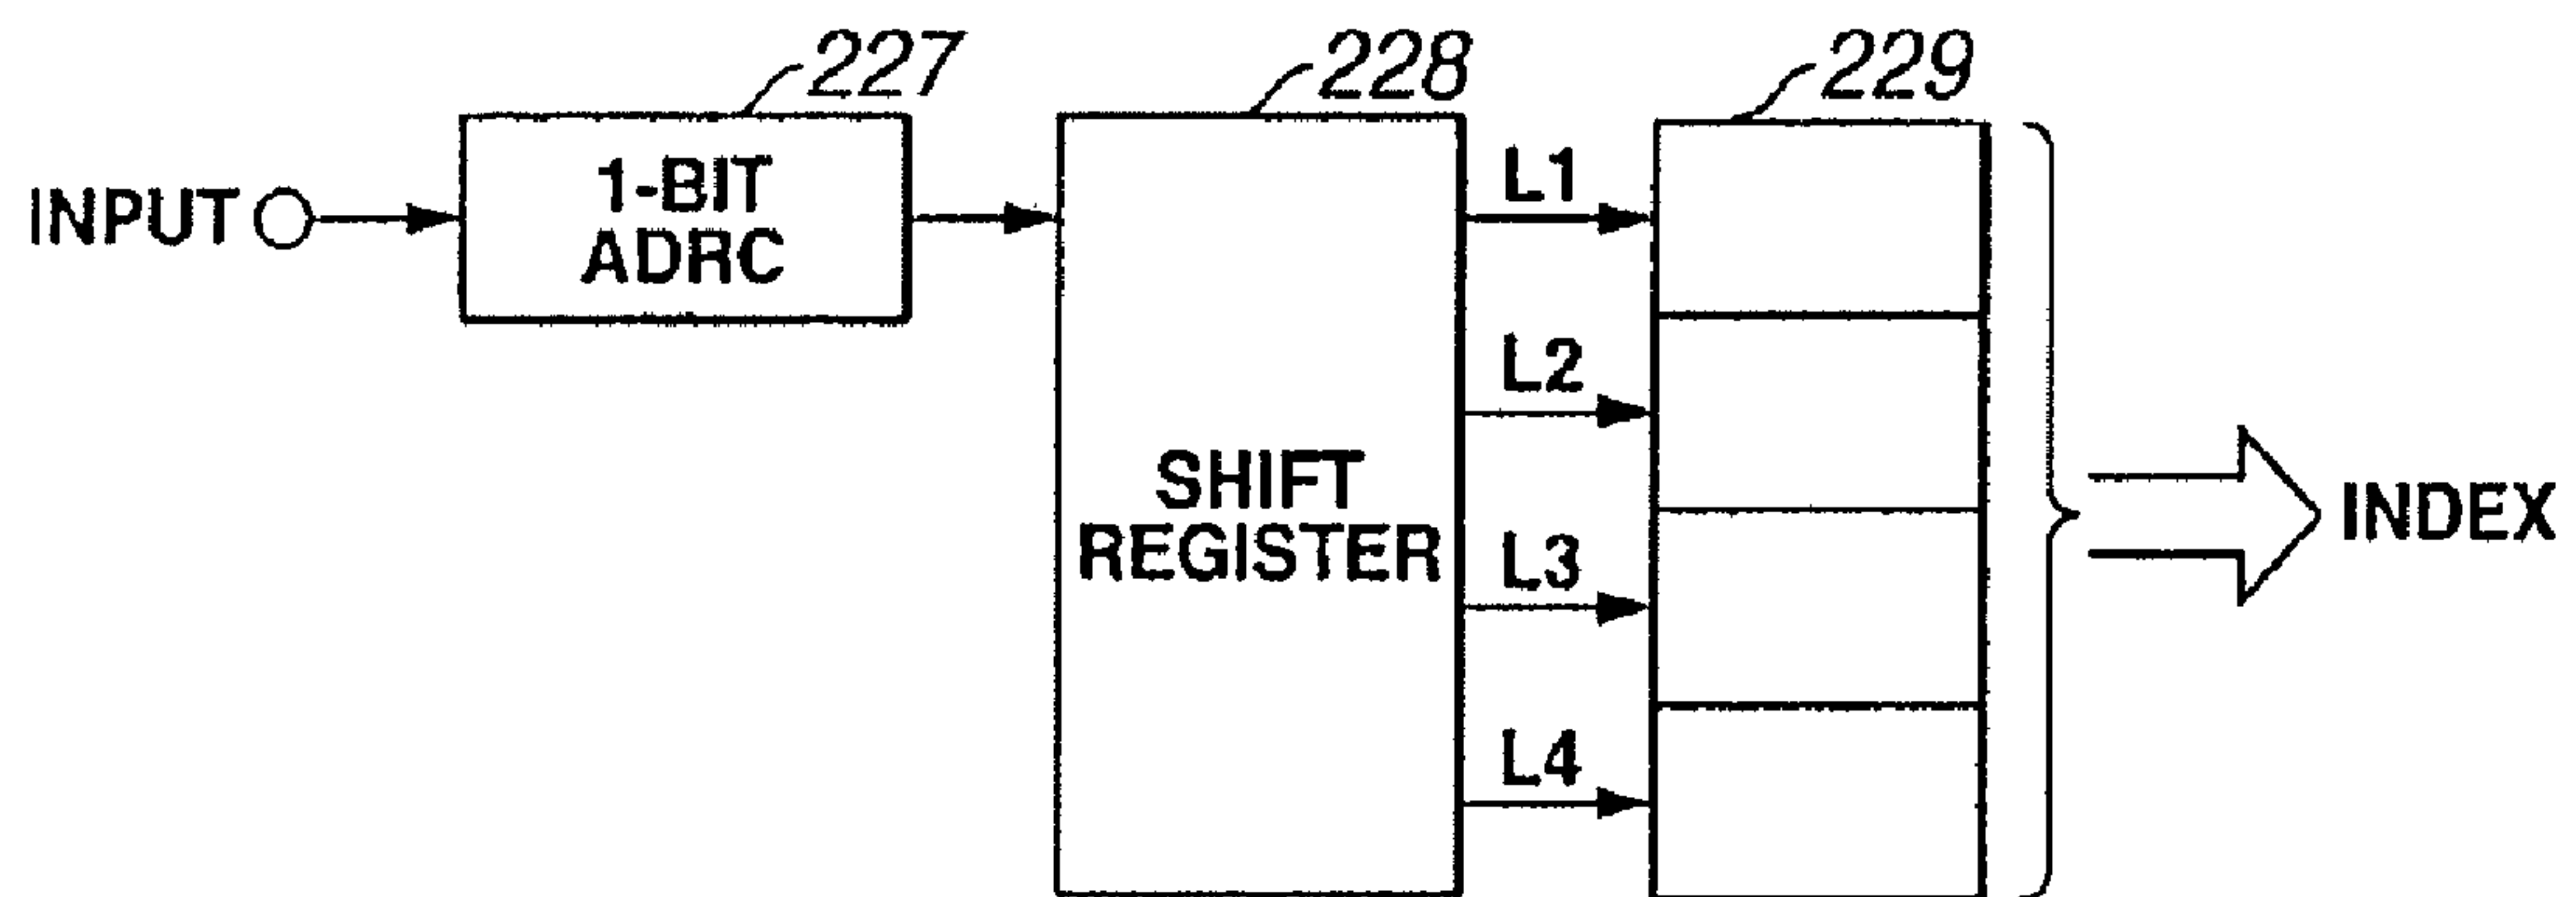 227
228
229
INPUT
1-BIT
ADRC
SHIFT
REGISTER
L1
L2
L3
L4
INDEX